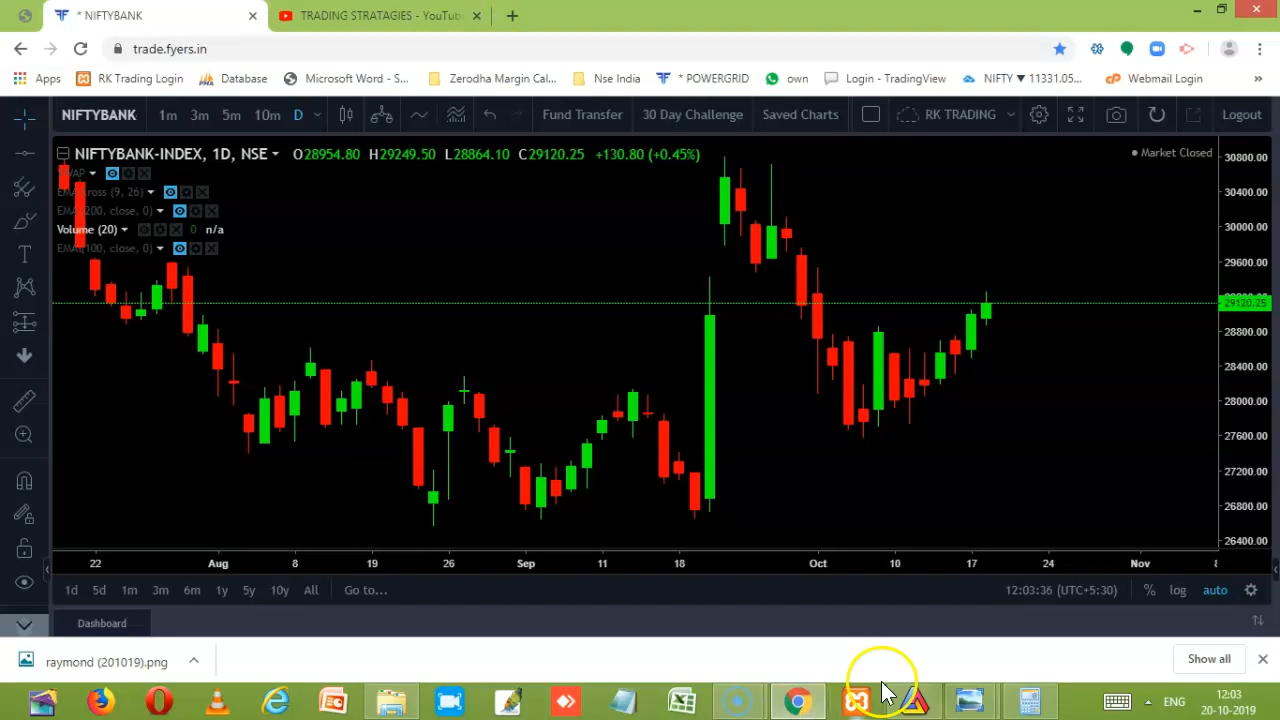 * NIFTYBANK
TRADING STRATAGIES - YouTub
trade.fyers.in
Apps RK Trading Login Database Microsoft Word - S... Zerodha Margin Cal... Nse India * POWERGRID own Login - TradingView NIFTY ▼ 11331.05... Webmail Login »
NIFTYBANK 1m 3m 5m 10m D Fund Transfer 30 Day Challenge Saved Charts RK TRADING Logout
NIFTYBANK-INDEX, 1D, NSE O28954.80 H29249.50 L28864.10 C29120.25 +130.80 (+0.45%) Market Closed
Volume (20) 0 n/a
30800.00
30400.00
30000.00
29600.00
29120.25
28800.00
28400.00
28000.00
27600.00
27200.00
26800.00
26400.00
22 Aug 8 19 26 Sep 11 18 Oct 10 17 24 Nov
1d 5d 1m 3m 6m 1y 5y 10y All Go to... 12:03:36 (UTC+5:30) % log auto
Dashboard
raymond (201019).png Show all
ENG 12:03
20-10-2019